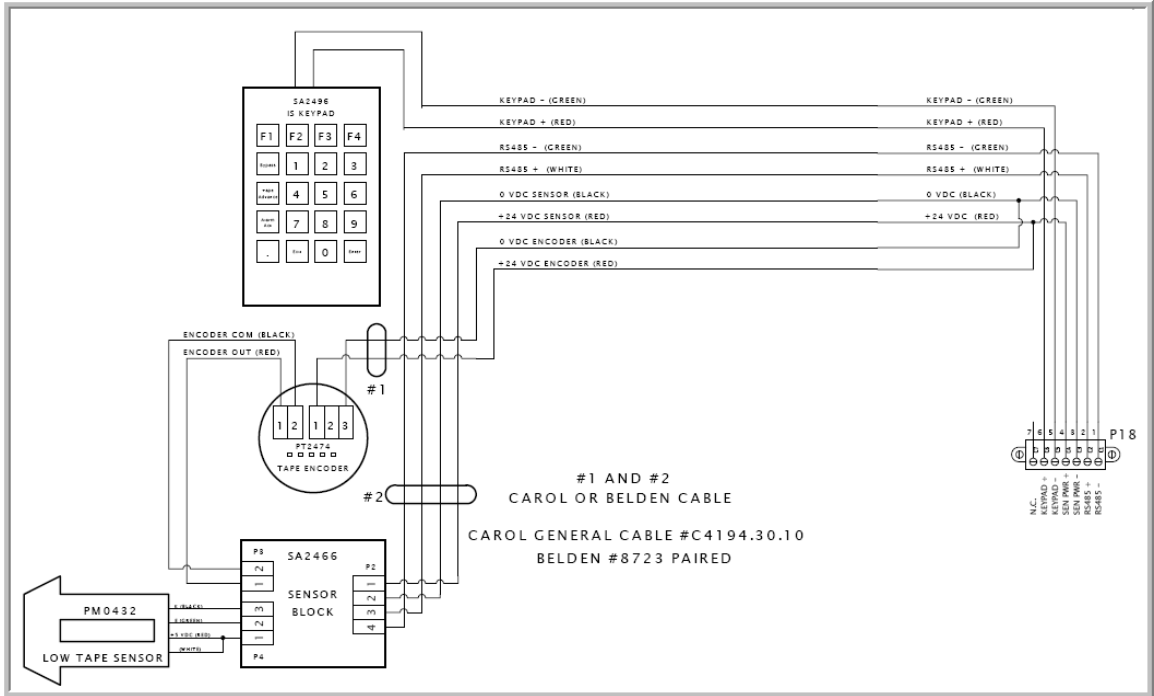 SA2496
IS KEYPAD
F1 F2 F3 F4
Bypass 1 2 3
Tape Advance 4 5 6
7 8 9
. 0 Enter
KEYPAD - (GREEN)
KEYPAD + (RED)
RS485 - (GREEN)
RS485 + (WHITE)
0 VDC SENSOR (BLACK)
+24 VDC SENSOR (RED)
0 VDC ENCODER (BLACK)
+24 VDC ENCODER (RED)
KEYPAD - (GREEN)
KEYPAD + (RED)
RS485 - (GREEN)
RS485 + (WHITE)
0 VDC (BLACK)
+24 VDC (RED)
ENCODER COM (BLACK)
ENCODER OUT (RED)
#1
1 2 1 2 3
PT2474
TAPE ENCODER
#2
#1 AND #2
CAROL OR BELDEN CABLE
CAROL GENERAL CABLE #C4194.30.10
BELDEN #8723 PAIRED
7 6 5 4 3 2 1
P18
N.C.
KEYPAD +
KEYPAD -
SEN PWR +
SEN PWR -
RS485 +
RS485 -
P3
SA2466
P2
2
1
SENSOR
BLOCK
1
2
3
4
3
2
1
P4
PM0432
LOW TAPE SENSOR
(BLACK)
(GREEN)
+5 VDC (RED)
(WHITE)